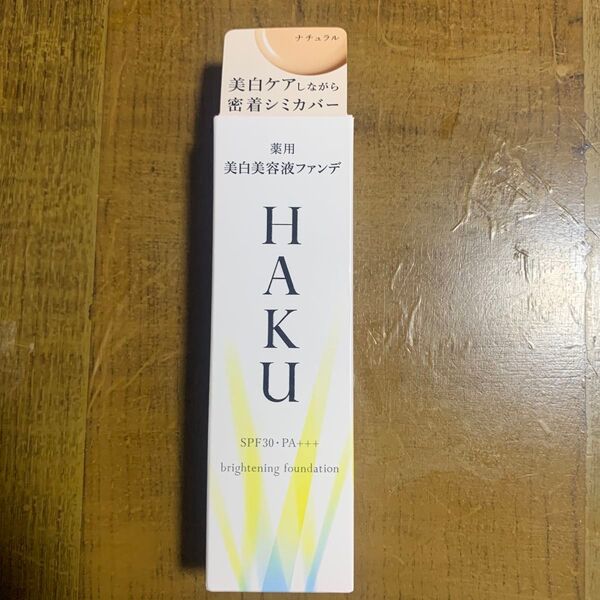 ナチュラル
美白ケアしながら
密着シミカバー
薬用
美白美容液ファンデ
HAKU
SPF30・PA+++
brightening foundation